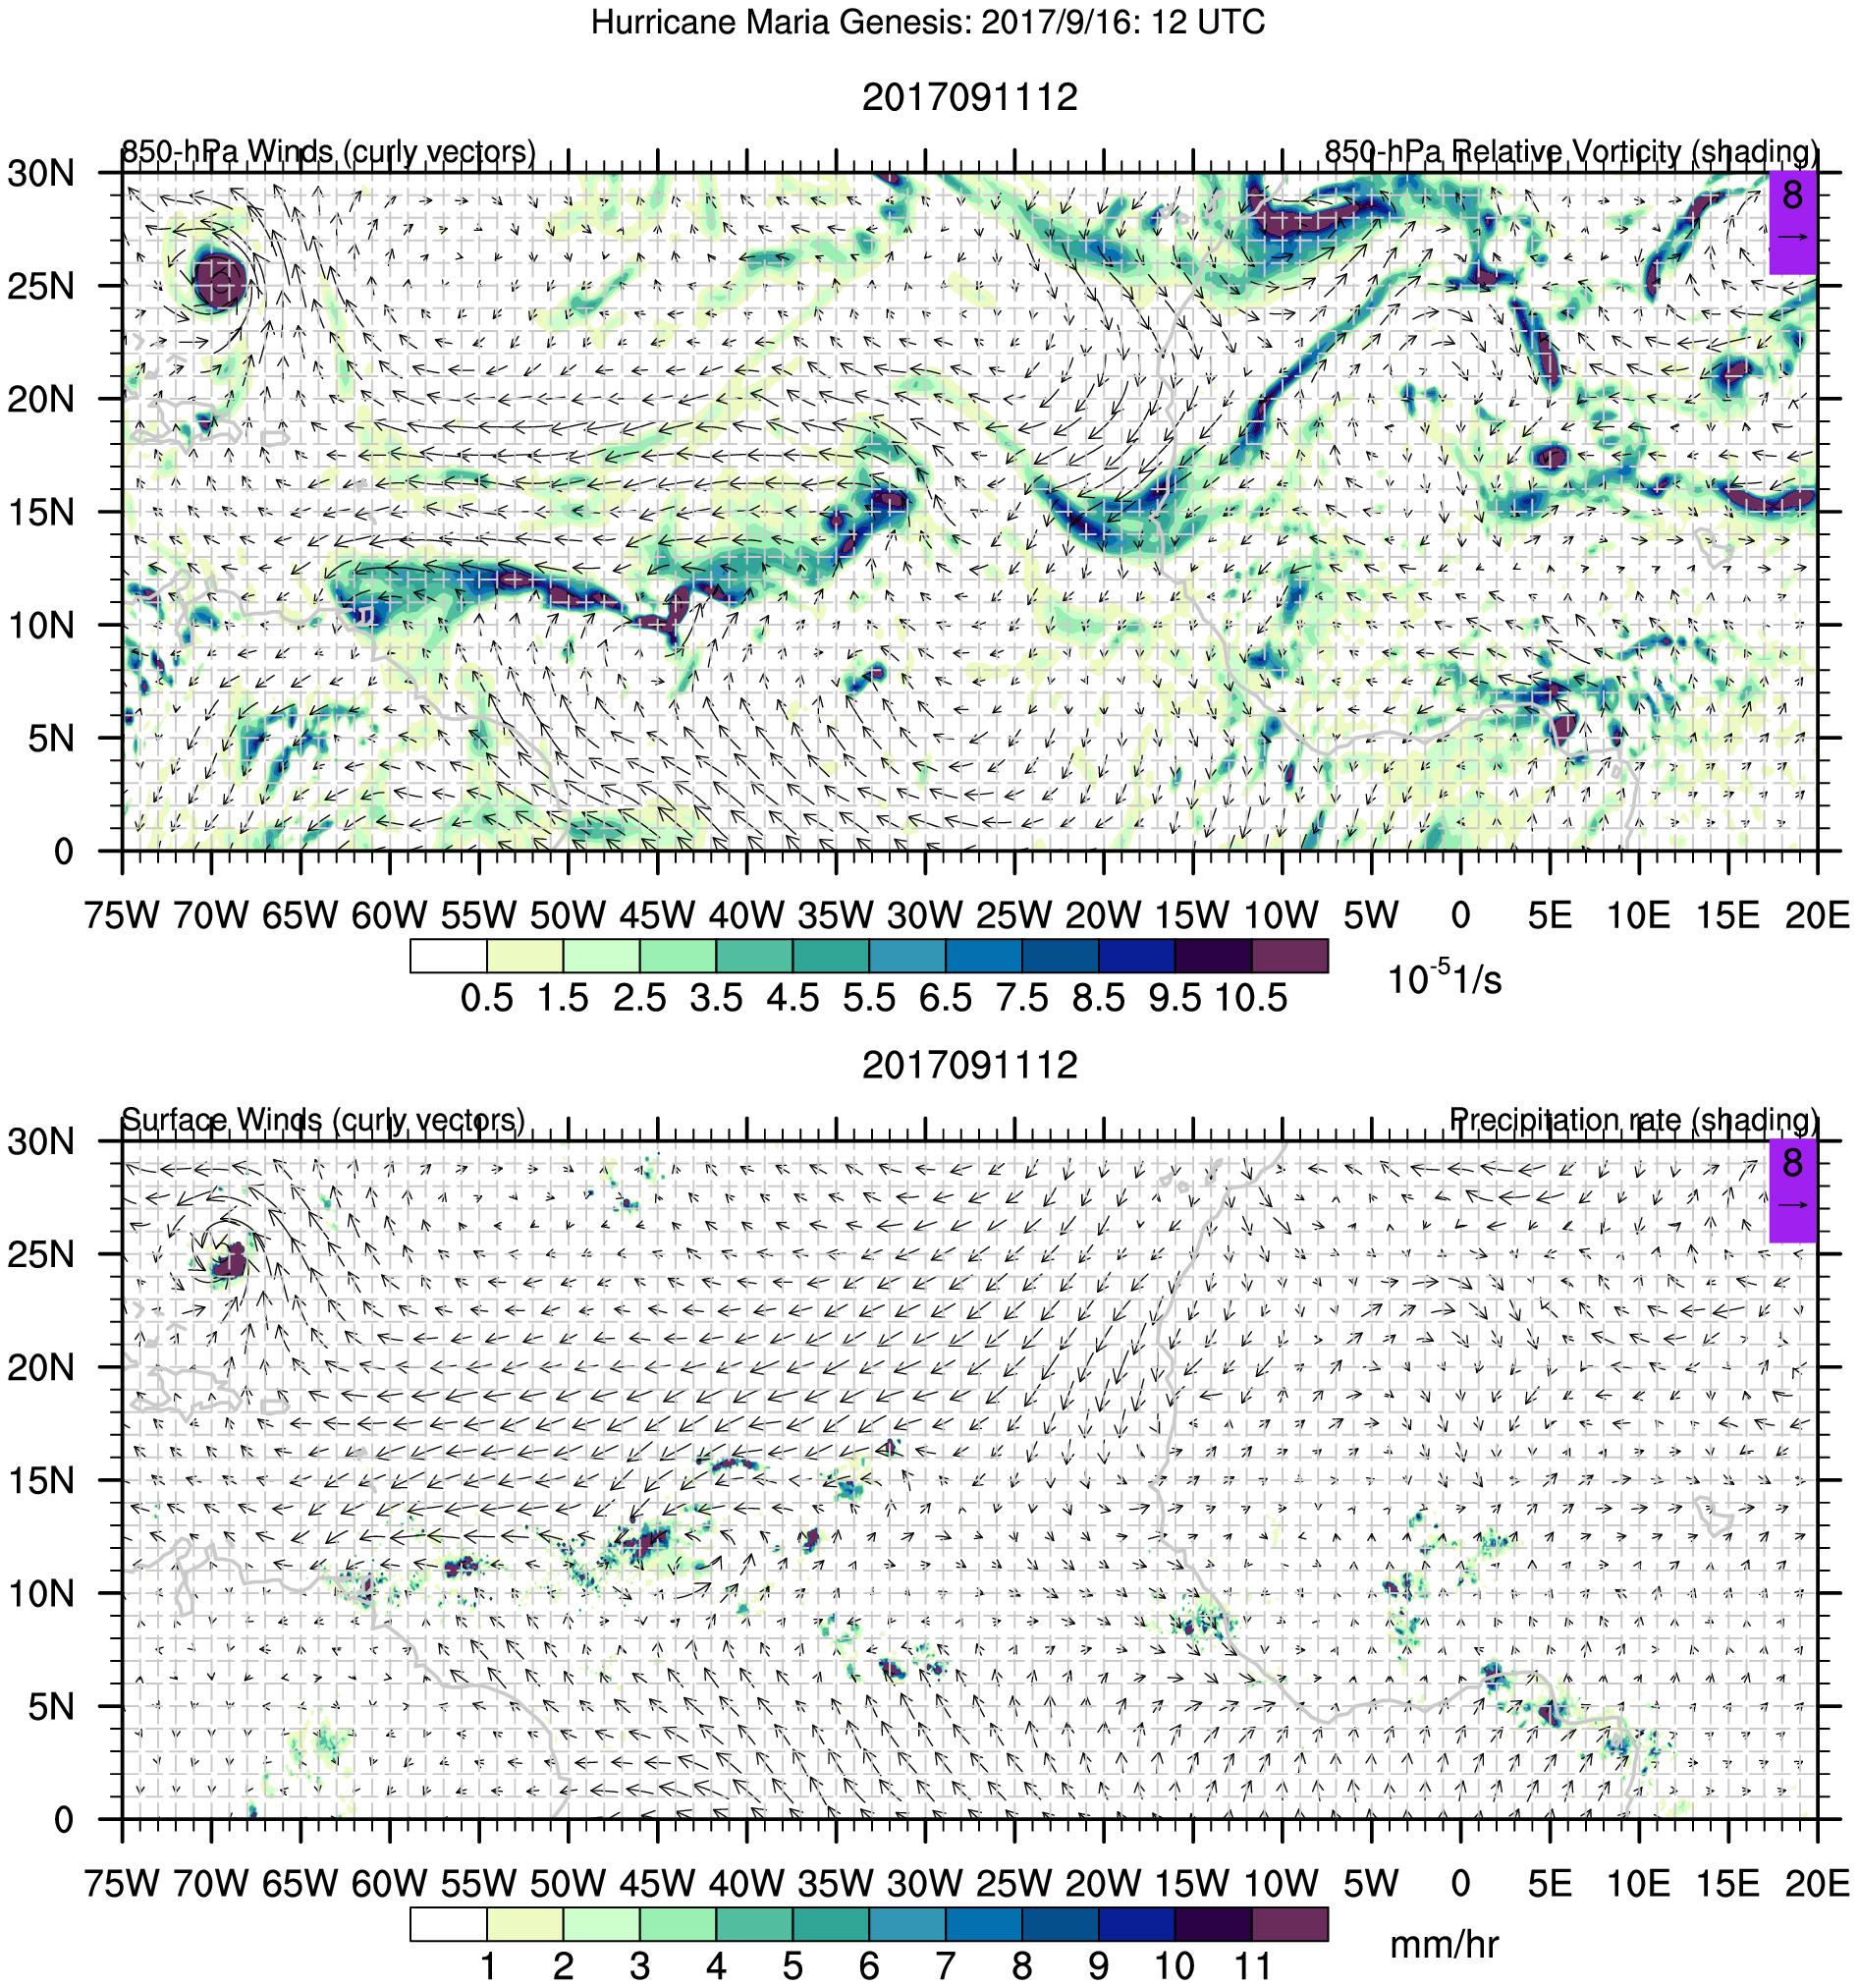 Hurricane Maria Genesis: 2017/9/16: 12 UTC
2017091112
850-hPa Winds (curly vectors) 850-hPa Relative Vorticity (shading)
30N
8
25N
20N
15N
10N
5N
0
75W 70W 65W 60W 55W 50W 45W 40W 35W 30W 25W 20W 15W 10W 5W 0 5E 10E 15E 20E
0.5 1.5 2.5 3.5 4.5 5.5 6.5 7.5 8.5 9.5 10.5
10⁻⁵1/s
2017091112
Surface Winds (curly vectors) Precipitation rate (shading)
30N
8
25N
20N
15N
10N
5N
0
75W 70W 65W 60W 55W 50W 45W 40W 35W 30W 25W 20W 15W 10W 5W 0 5E 10E 15E 20E
1 2 3 4 5 6 7 8 9 10 11
mm/hr